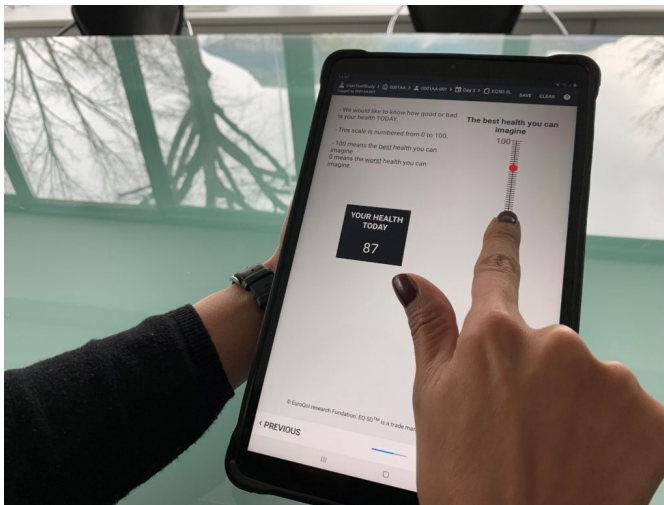 Day 3
SAVE
CLEAR
- We would like to know how good or bad
is your health TODAY.
- This scale is numbered from 0 to 100.
- 100 means the best health you can
imagine.
0 means the worst health you can
imagine.
The best health you can
imagine
100
YOUR HEALTH
TODAY
87
© EuroQol research Foundation, EQ-5D™ is a trade
< PREVIOUS